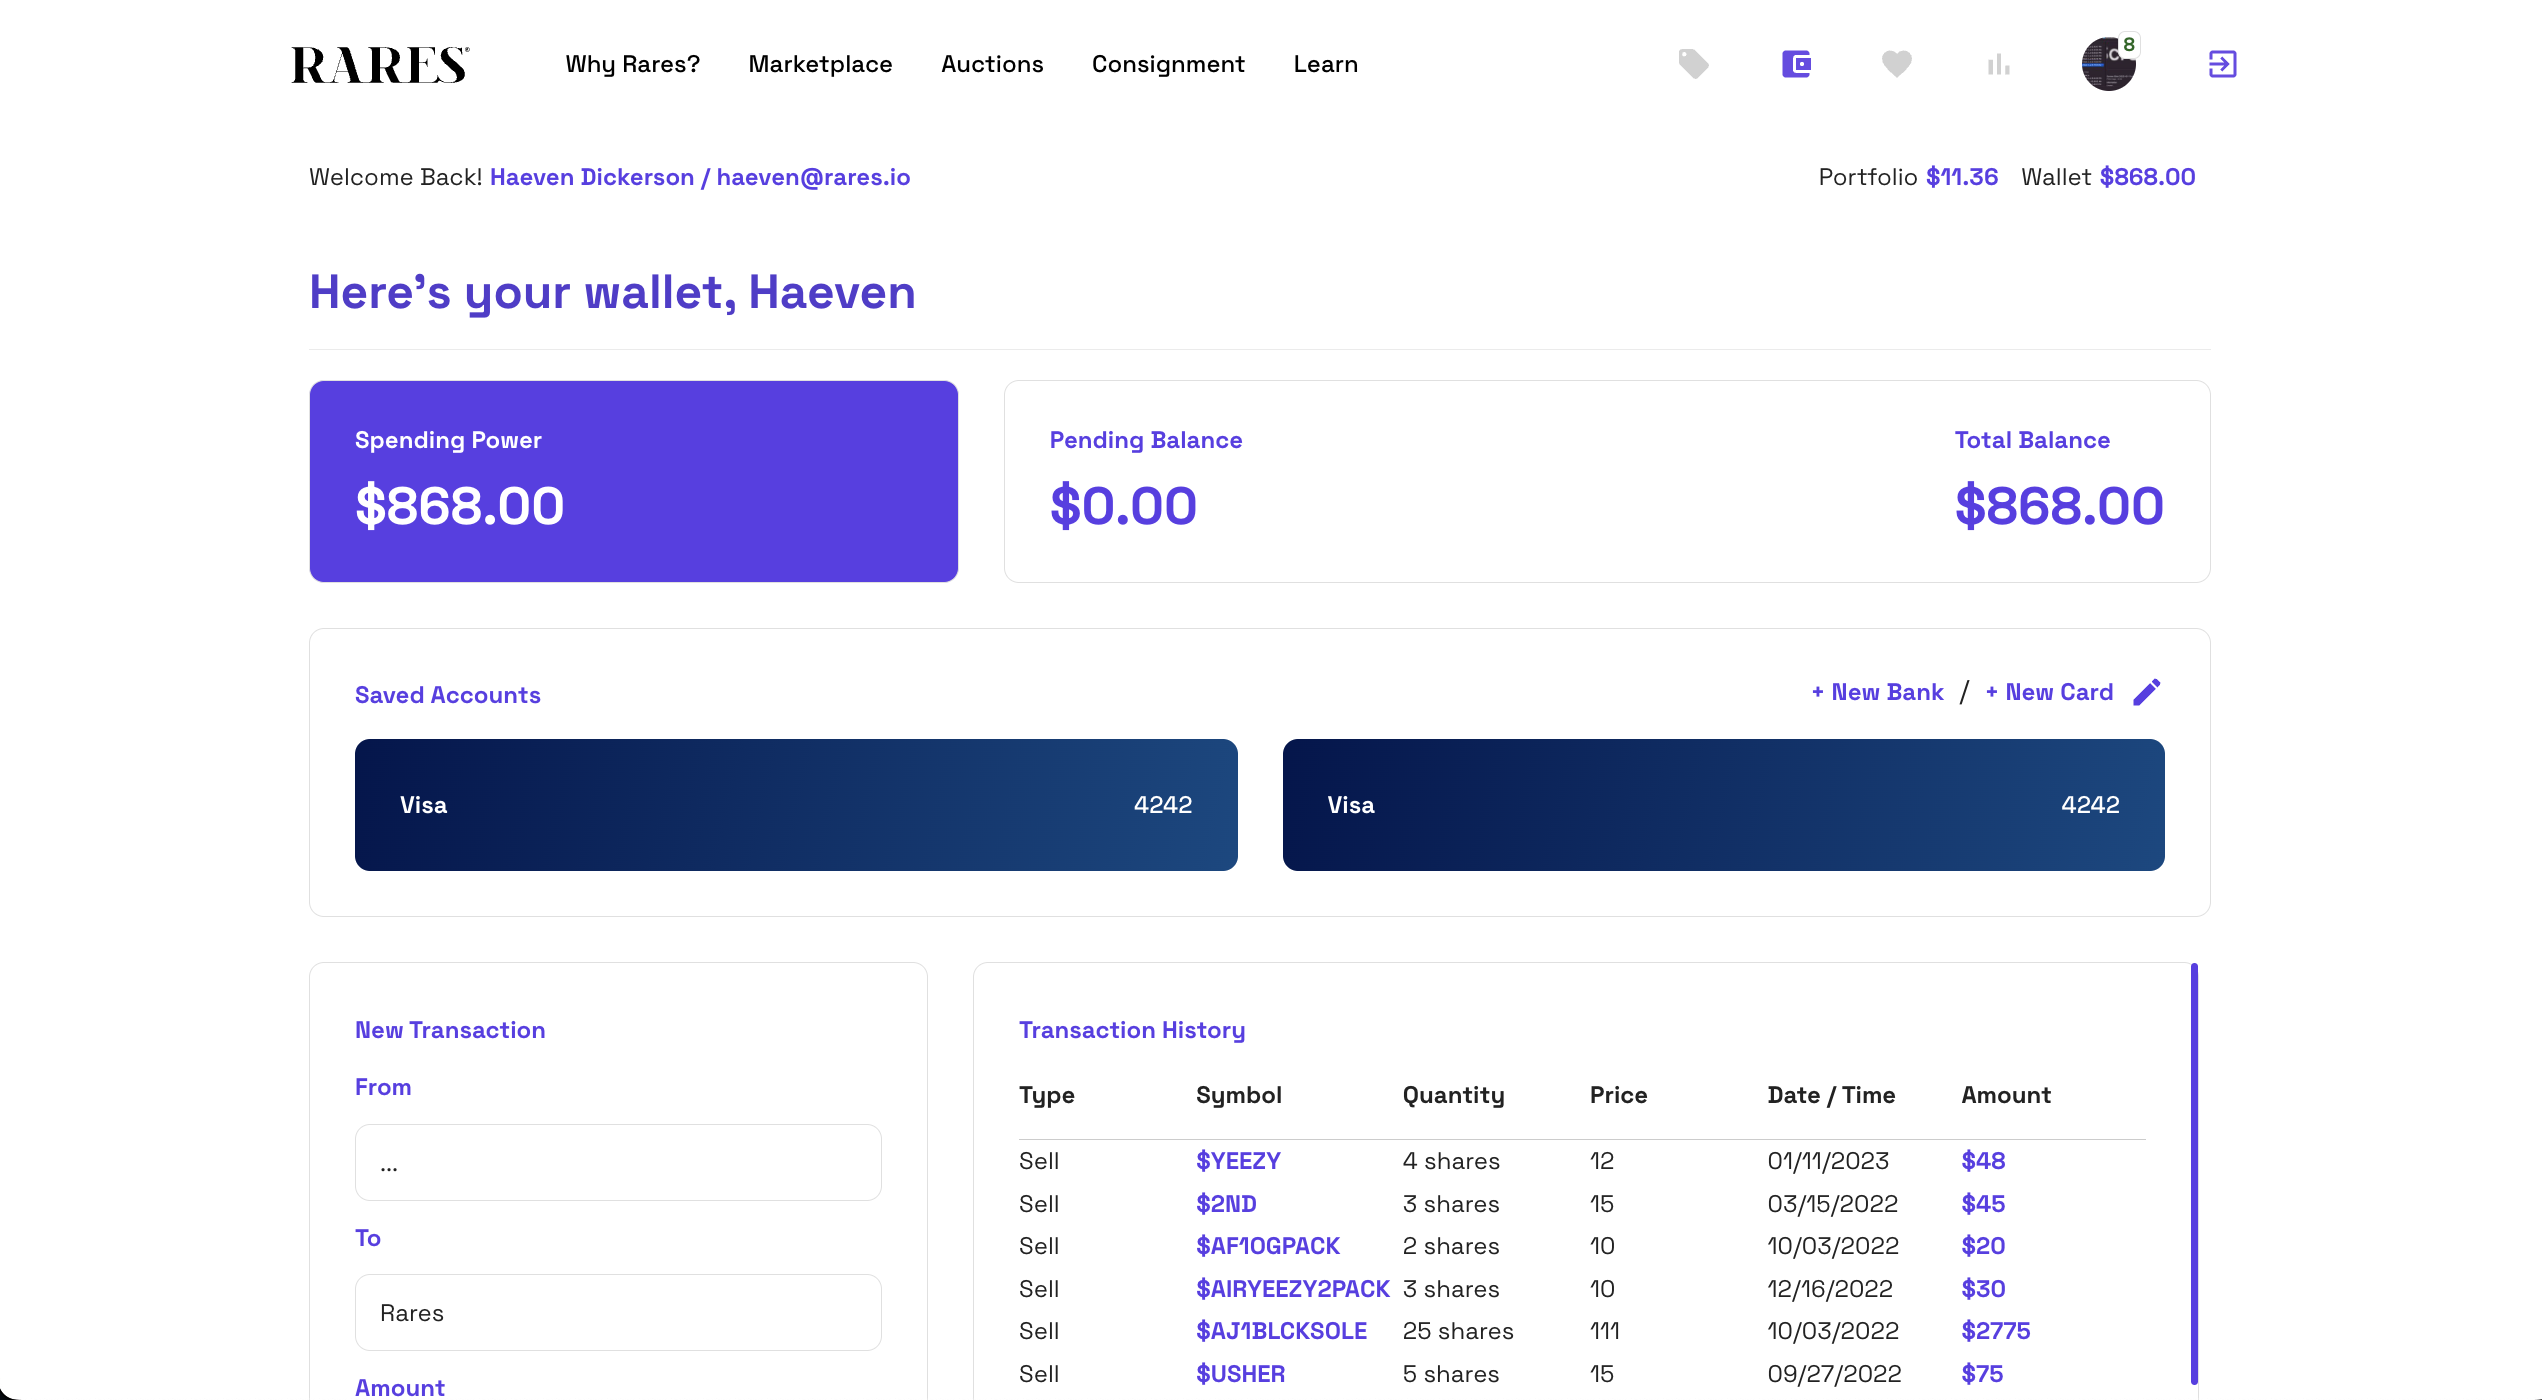 RARES®
Why Rares? Marketplace Auctions Consignment Learn
8
Welcome Back! Haeven Dickerson / haeven@rares.io
Portfolio $11.36 Wallet $868.00
Here's your wallet, Haeven
Spending Power
$868.00
Pending Balance
$0.00
Total Balance
$868.00
Saved Accounts
+ New Bank / + New Card
Visa 4242
Visa 4242
New Transaction
From
...
To
Rares
Amount
Transaction History
Type Symbol Quantity Price Date / Time Amount
Sell $YEEZY 4 shares 12 01/11/2023 $48
Sell $2ND 3 shares 15 03/15/2022 $45
Sell $AF1OGPACK 2 shares 10 10/03/2022 $20
Sell $AIRYEEZY2PACK 3 shares 10 12/16/2022 $30
Sell $AJ1BLCKSOLE 25 shares 111 10/03/2022 $2775
Sell $USHER 5 shares 15 09/27/2022 $75